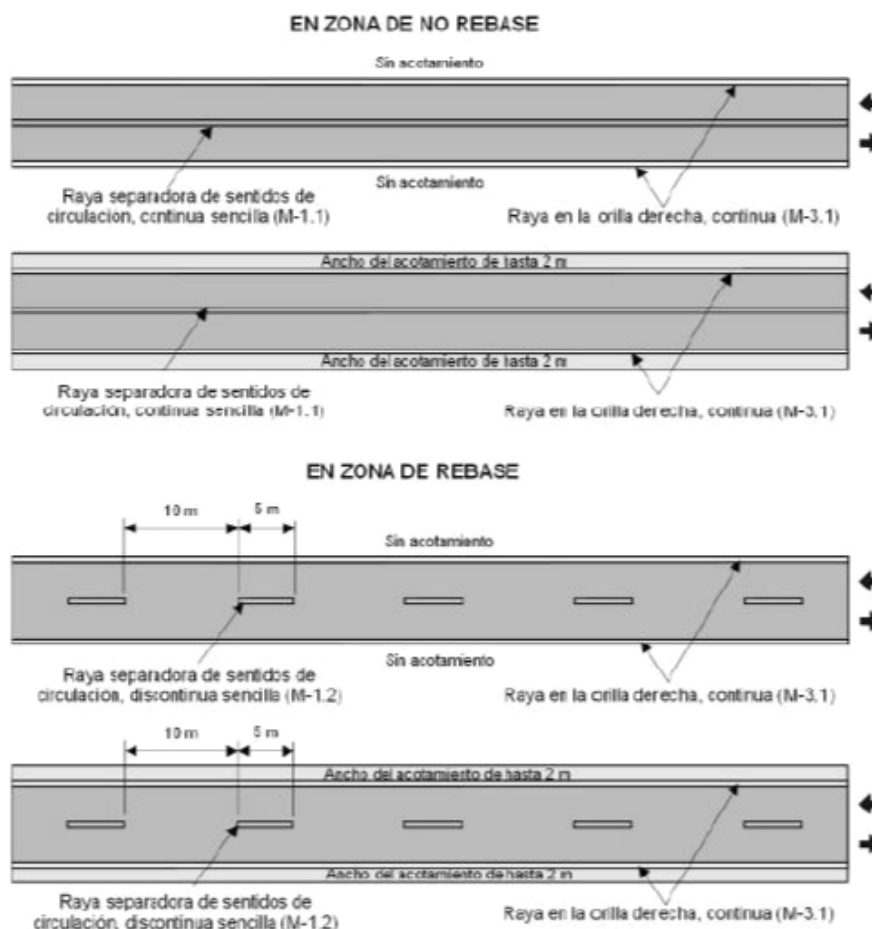 EN ZONA DE NO REBASE
Sin acotamiento
Sin acotamiento
Raya separadora de sentidos de
circulación, continua sencilla (M-1.1)
Raya en la orilla derecha, continua (M-3.1)
Ancho del acotamiento de hasta 2 m
Ancho del acotamiento de hasta 2 m
Raya separadora de sentidos de
circulación, continua sencilla (M-1.1)
Raya en la orilla derecha, continua (M-3.1)
EN ZONA DE REBASE
10 m
5 m
Sin acotamiento
Sin acotamiento
Raya separadora de sentidos de
circulación, discontinua sencilla (M-1.2)
Raya en la orilla derecha, continua (M-3.1)
10 m
5 m
Ancho del acotamiento de hasta 2 m
Ancho del acotamiento de hasta 2 m
Raya separadora de sentidos de
circulación, discontinua sencilla (M-1.2)
Raya en la orilla derecha, continua (M-3.1)